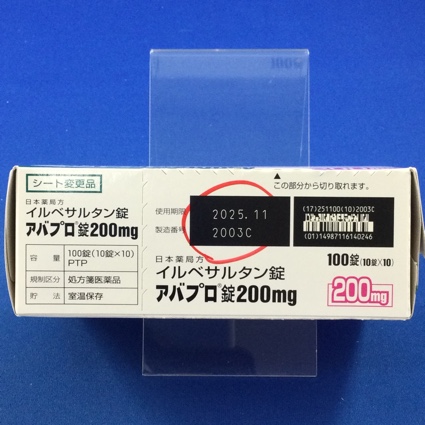 シート変更品
日本薬局方
イルベサルタン錠
アバプロ®錠200mg
容量 100錠(10錠×10) PTP
規制区分 処方箋医薬品
貯法 室温保存
使用期限 2025.11
製造番号 2003C
▲
この部分から切り取れます。
(17)251100(10)2003C
(01)14987116140246
日本薬局方
イルベサルタン錠
アバプロ®錠200mg
100錠(10錠×10)
200mg